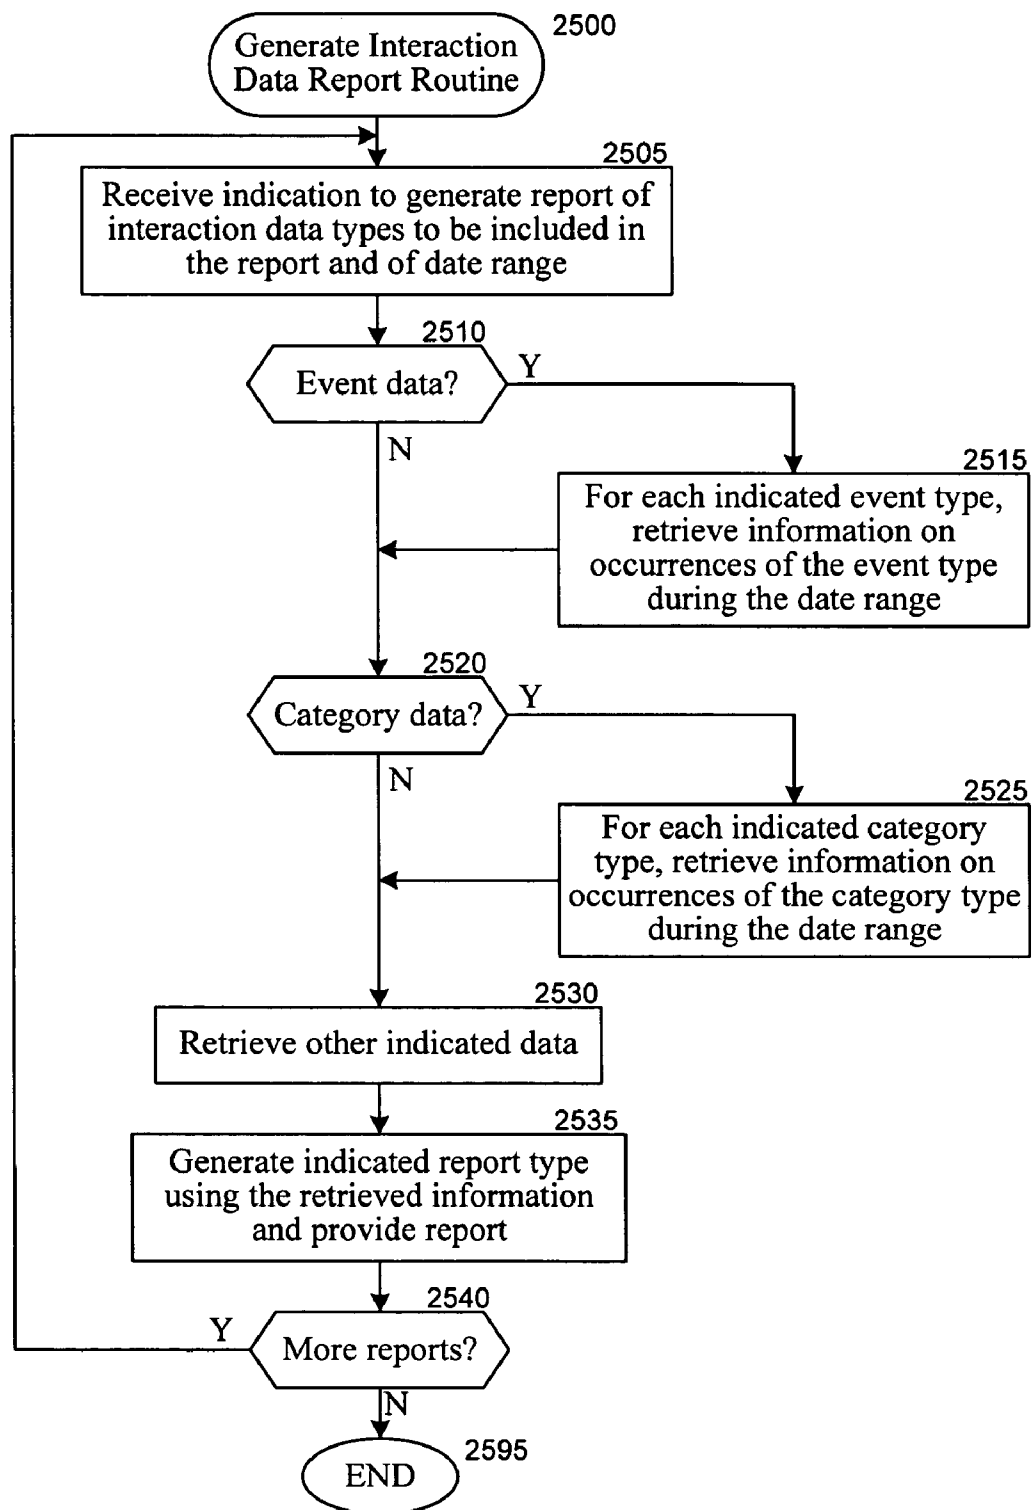 2500
Generate Interaction
Data Report Routine
2505
Receive indication to generate report of
interaction data types to be included in
the report and of date range
2510
Event data?
Y
N
2515
For each indicated event type,
retrieve information on
occurrences of the event type
during the date range
2520
Category data?
Y
N
2525
For each indicated category
type, retrieve information on
occurrences of the category type
during the date range
2530
Retrieve other indicated data
2535
Generate indicated report type
using the retrieved information
and provide report
2540
Y
More reports?
N
2595
END